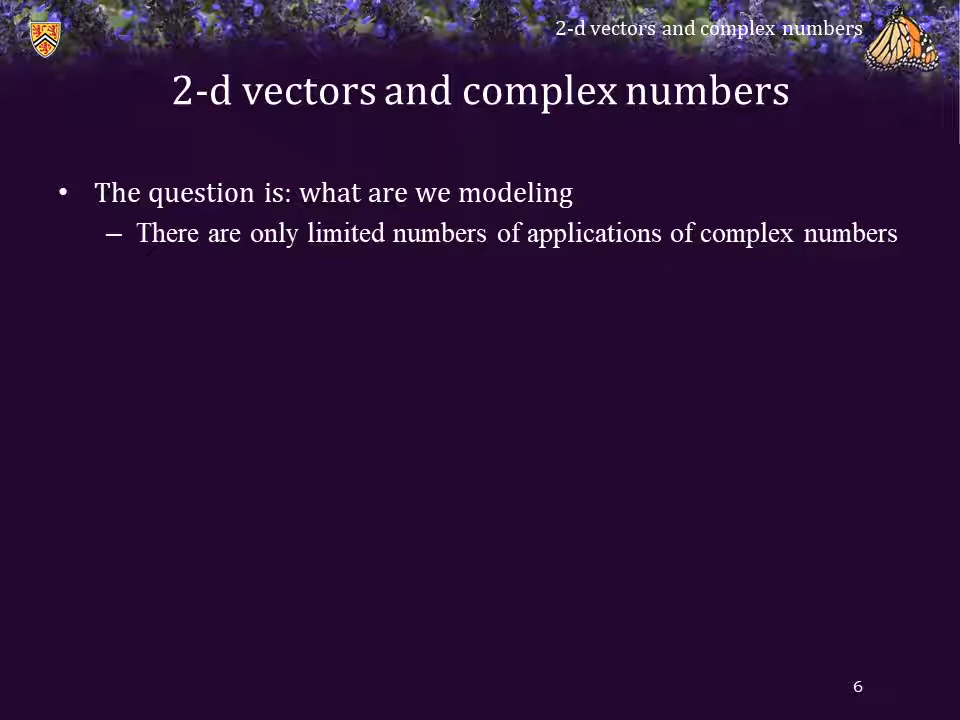 2-d vectors and complex numbers
2-d vectors and complex numbers
• The question is: what are we modeling
– There are only limited numbers of applications of complex numbers
6